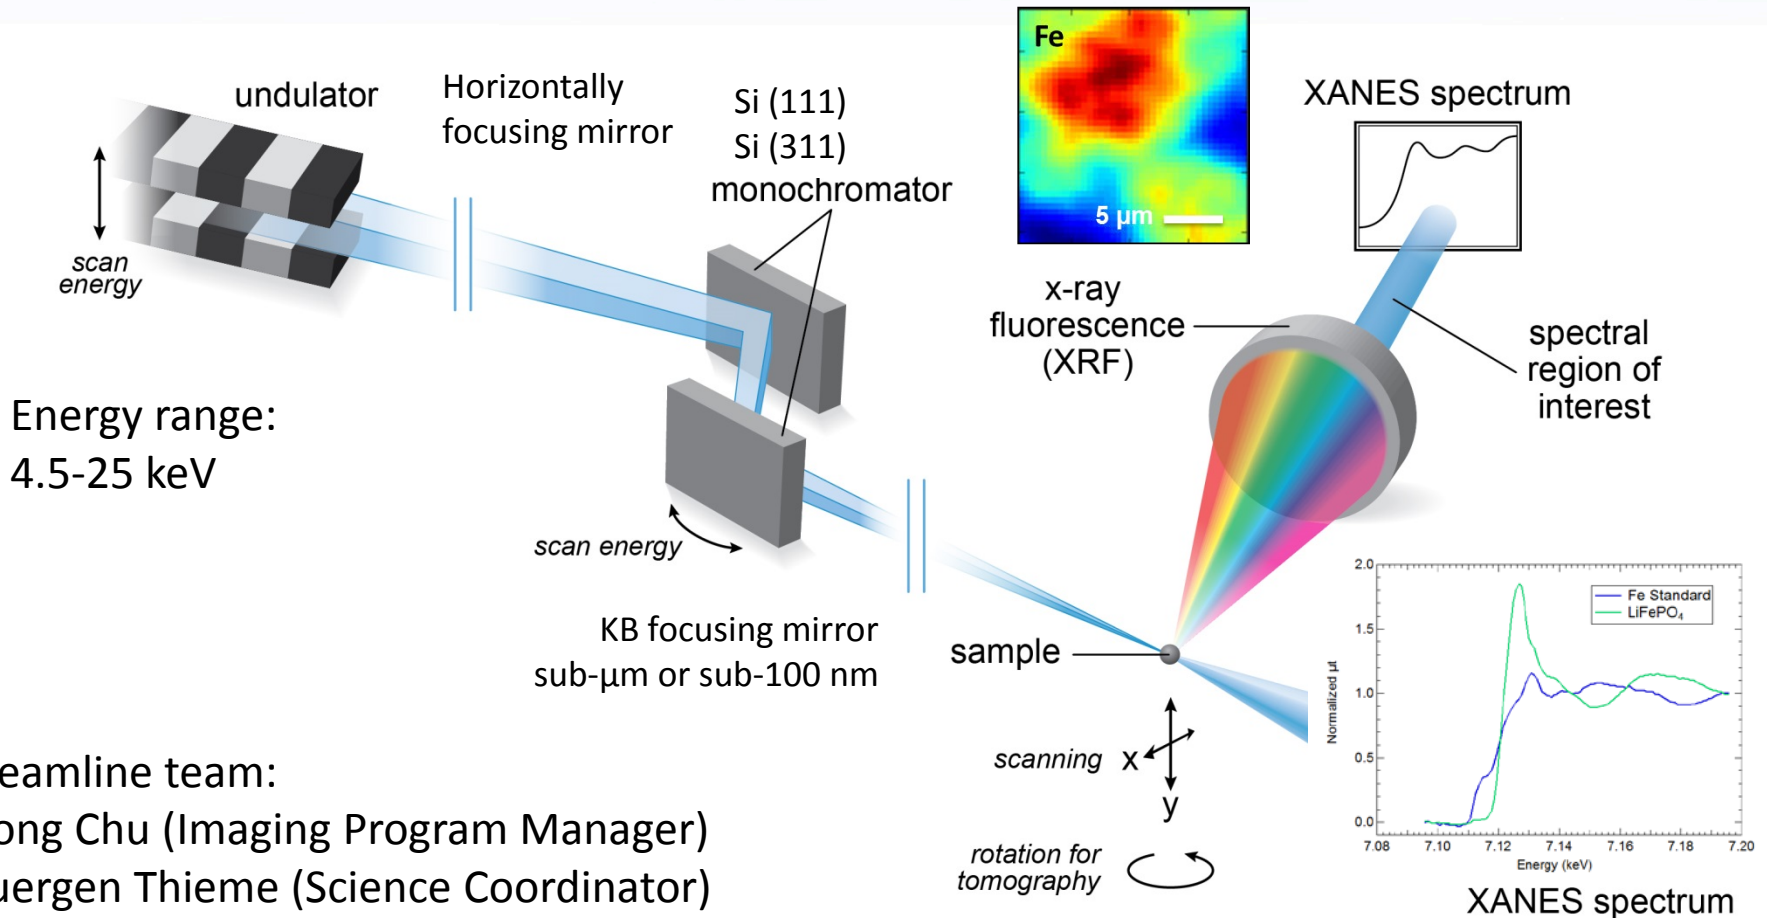 undulator
scan
energy
Horizontally
focusing mirror
Si (111)
Si (311)
monochromator
scan energy
Energy range:
4.5-25 keV
KB focusing mirror
sub-µm or sub-100 nm
Fe
5 µm
XANES spectrum
x-ray
fluorescence
(XRF)
spectral
region of
interest
sample
scanning
x
y
rotation for
tomography
2.0
1.5
1.0
0.5
0.0
Normalized µt
Fe Standard
LiFePO₄
7.08 7.10 7.12 7.14 7.16 7.18 7.20
Energy (keV)
XANES spectrum
eamline team:
ong Chu (Imaging Program Manager)
uergen Thieme (Science Coordinator)